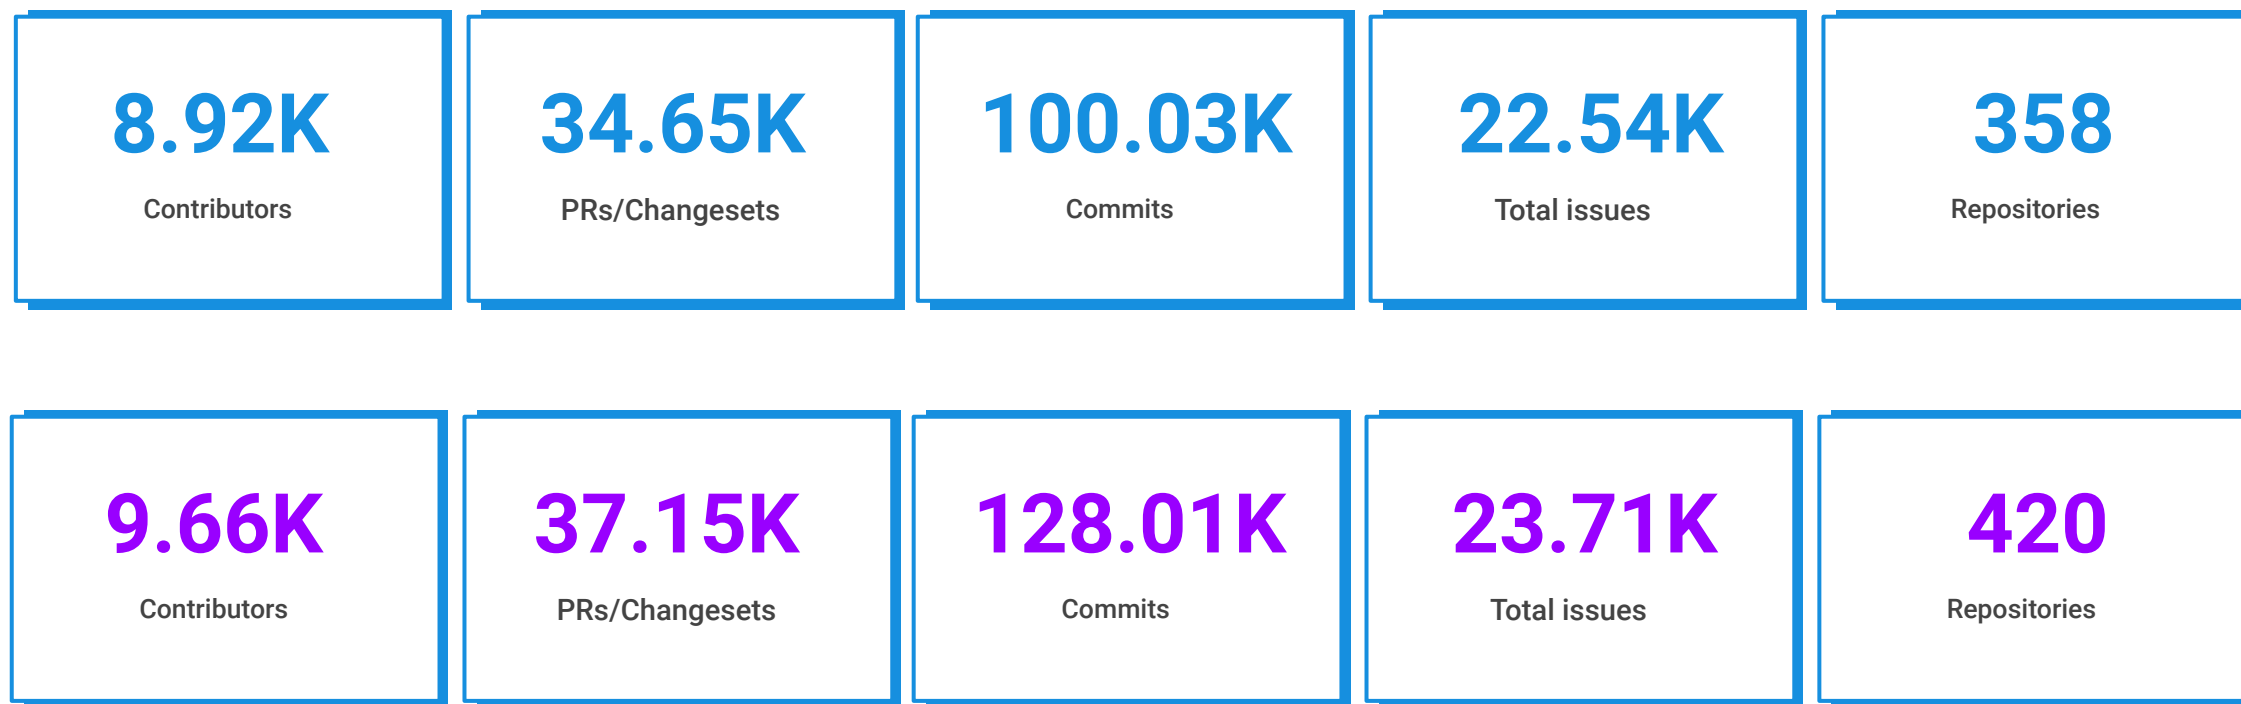 8.92K 34.65K 100.03K 22.54K 358
Contributors PRs/Changesets Commits Total issues Repositories
9.66K 37.15K 128.01K 23.71K 420
Contributors PRs/Changesets Commits Total issues Repositories